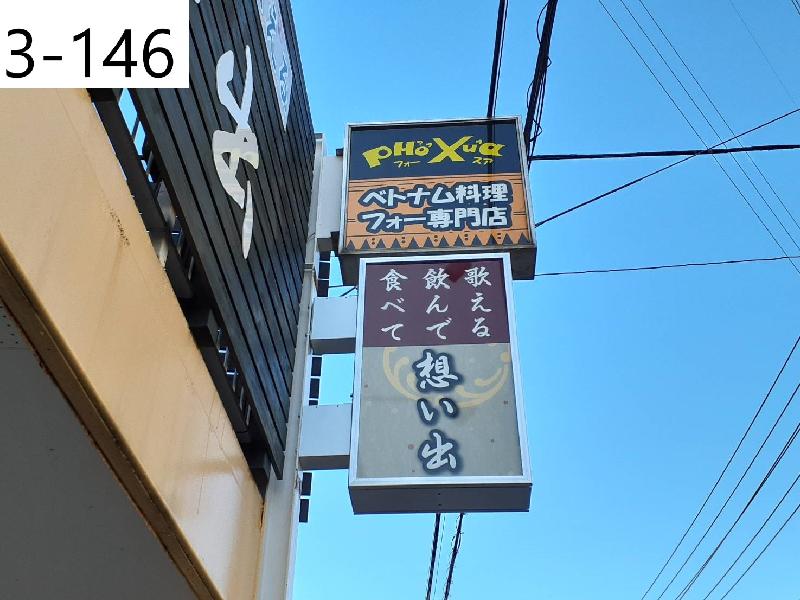 3-146
PHỞ XƯA
フォー スア
ベトナム料理
フォー専門店
歌える
飲んで
食べて
想い出